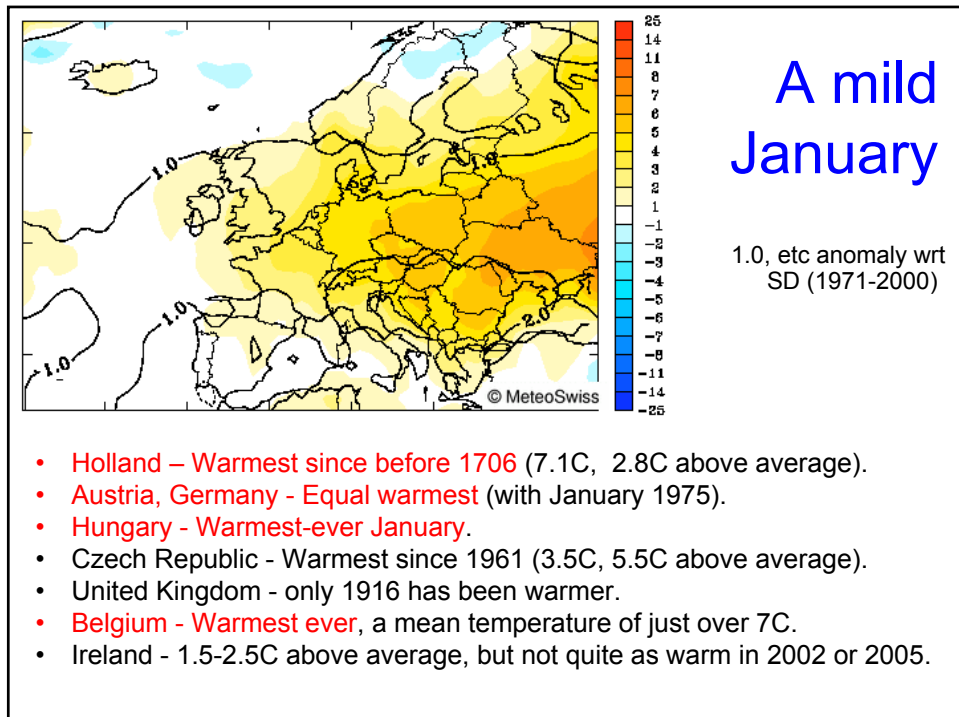 A mild
January
1.0, etc anomaly wrt
SD (1971-2000)
1.0
1.0
1.0
1.0
2.0
25
14
11
8
7
6
5
4
3
2
1
-1
-2
-3
-4
-5
-6
-7
-8
-11
-14
-25
© MeteoSwiss
• Holland – Warmest since before 1706 (7.1C, 2.8C above average).
• Austria, Germany - Equal warmest (with January 1975).
• Hungary - Warmest-ever January.
• Czech Republic - Warmest since 1961 (3.5C, 5.5C above average).
• United Kingdom - only 1916 has been warmer.
• Belgium - Warmest ever, a mean temperature of just over 7C.
• Ireland - 1.5-2.5C above average, but not quite as warm in 2002 or 2005.